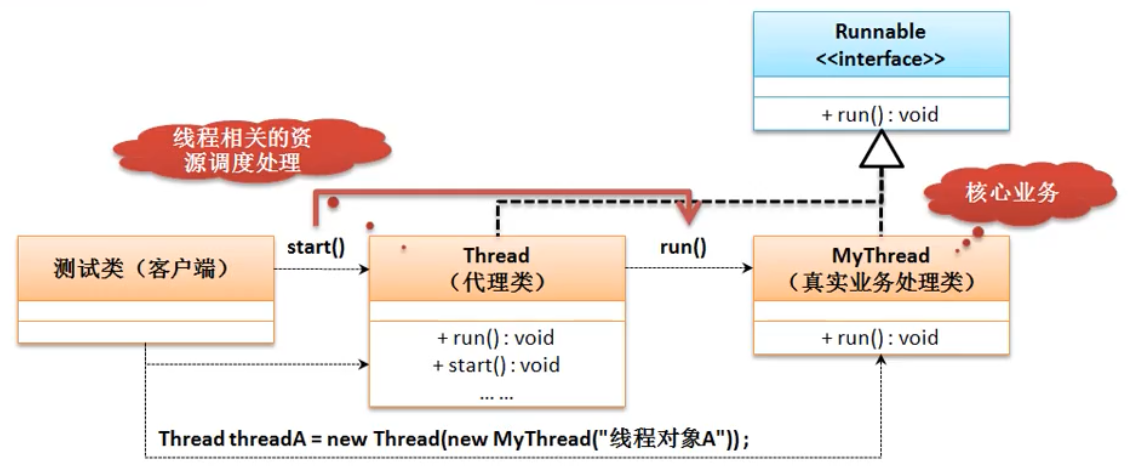 Runnable
<<interface>>
+ run() : void
线程相关的资
源调度处理
核心业务
start()
run()
测试类（客户端）
Thread
（代理类）
+ run() : void
+ start() : void
... ...
MyThread
（真实业务处理类）
+ run() : void
Thread threadA = new Thread(new MyThread("线程对象A"));